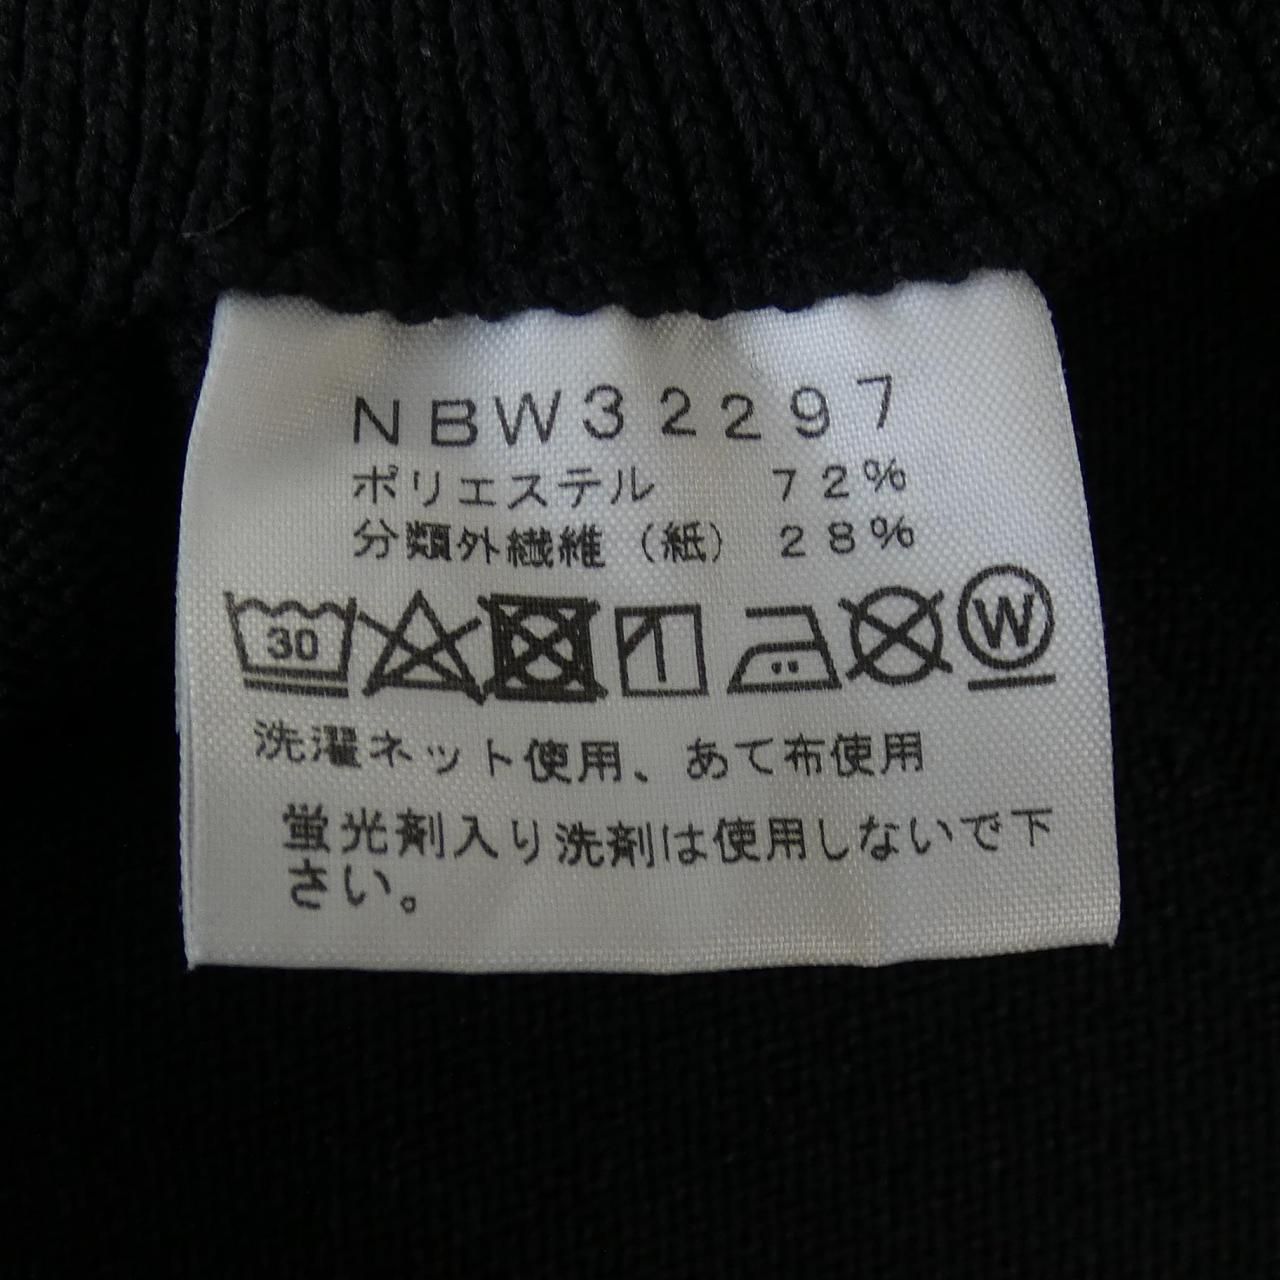 NBW32297
ポリエステル 72%
分類外繊維(紙) 28%
30 W
洗濯ネット使用、あて布使用
蛍光剤入り洗剤は使用しないで下
さい。